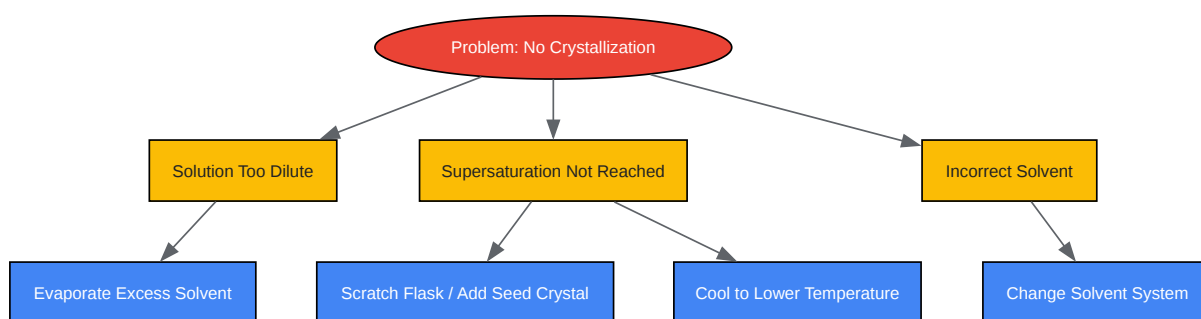 Problem: No Crystallization
Solution Too Dilute
Supersaturation Not Reached
Incorrect Solvent
Evaporate Excess Solvent
Scratch Flask / Add Seed Crystal
Cool to Lower Temperature
Change Solvent System